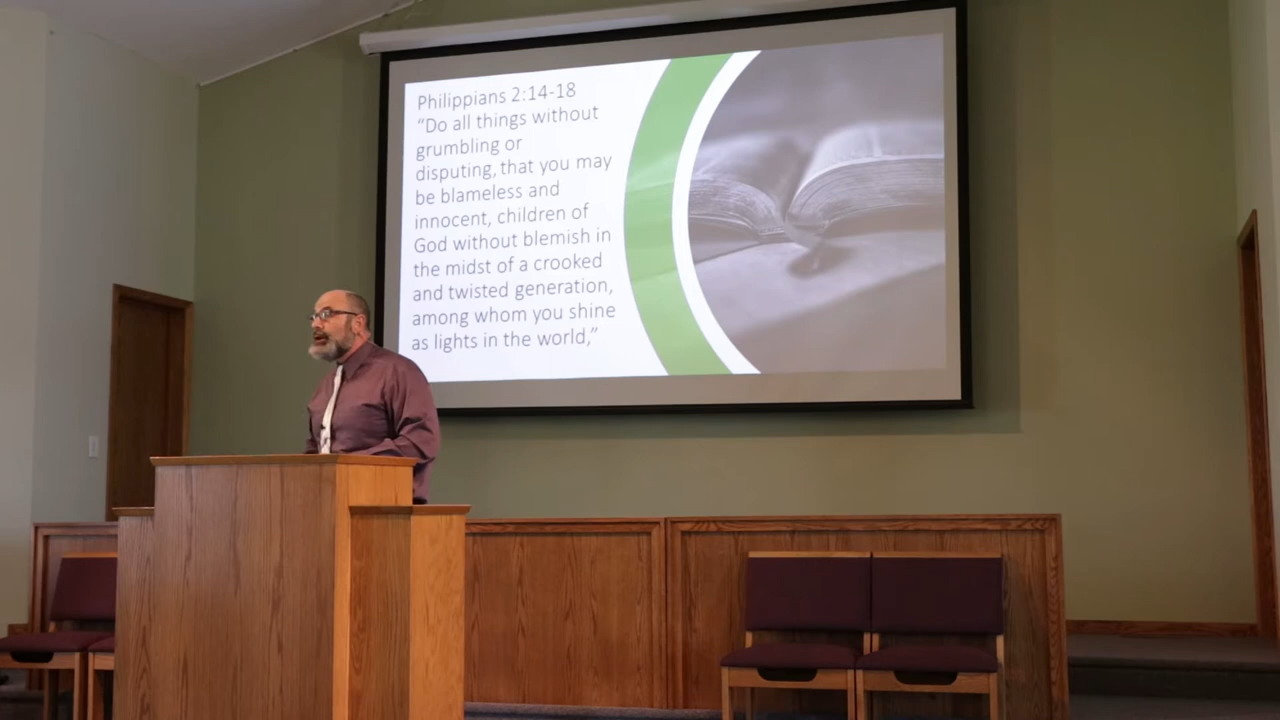 Philippians 2:14-18
“Do all things without
grumbling or
disputing, that you may
be blameless and
innocent, children of
God without blemish in
the midst of a crooked
and twisted generation,
among whom you shine
as lights in the world,”